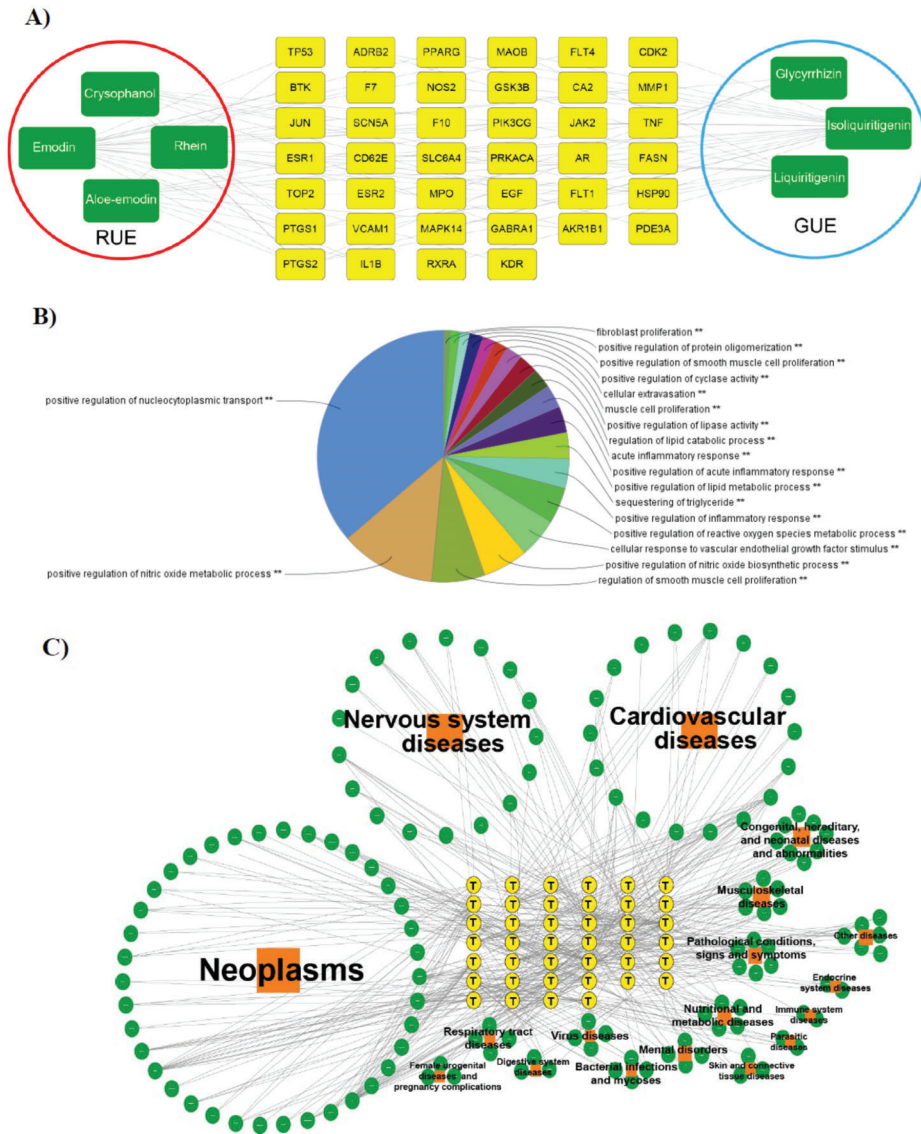 A)
TP53 ADRB2 PPARG MAOB FLT4 CDK2
BTK F7 NOS2 GSK3B CA2 MMP1
JUN SCN5A F10 PIK3CG JAK2 TNF
ESR1 CD62E SLC6A4 PRKACA AR FASN
TOP2 ESR2 MPO EGF FLT1 HSP90
PTGS1 VCAM1 MAPK14 GABRA1 AKR1B1 PDE3A
PTGS2 IL1B RXRA KDR
Crysophanol
Emodin
Rhein
Aloe-emodin
RUE
Glycyrrhizin
Isoliquiritigenin
Liquiritigenin
GUE
B)
fibroblast proliferation **
positive regulation of protein oligomerization **
positive regulation of smooth muscle cell proliferation **
positive regulation of cyclase activity **
cellular extravasation **
muscle cell proliferation **
positive regulation of lipase activity **
regulation of lipid catabolic process **
acute inflammatory response **
positive regulation of acute inflammatory response **
positive regulation of lipid metabolic process **
sequestering of triglyceride **
positive regulation of inflammatory response **
positive regulation of reactive oxygen species metabolic process **
cellular response to vascular endothelial growth factor stimulus **
positive regulation of nitric oxide biosynthetic process **
regulation of smooth muscle cell proliferation **
positive regulation of nucleocytoplasmic transport **
positive regulation of nitric oxide metabolic process **
C)
Nervous system
diseases
Cardiovascular
diseases
Neoplasms
Congenital, hereditary,
and neonatal diseases
and abnormalities
Musculoskeletal
diseases
Other diseases
Pathological conditions,
signs and symptoms
Endocrine
system diseases
Nutritional and
metabolic diseases
Immune system
diseases
Parasitic
diseases
Respiratory tract
diseases
Virus diseases
Mental disorders
Female urogenital
diseases and
pregnancy complications
Digestive system
diseases
Bacterial infections
and mycoses
Skin and connective
tissue diseases
T T T T T T
T T T T T T
T T T T T T
T T T T T T
T T T T T T
T T T T T T
T T T T